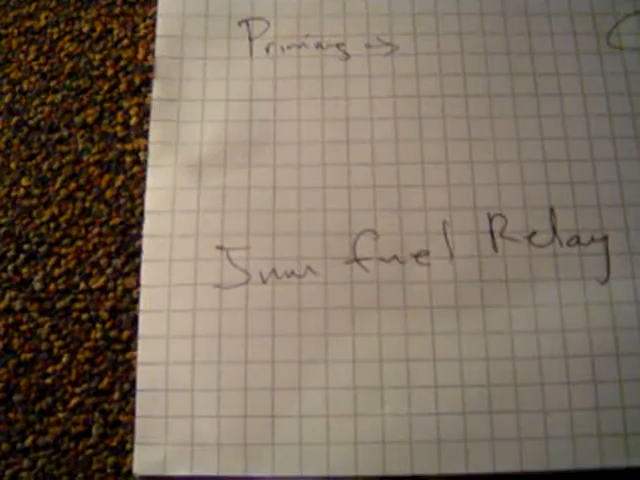 Priming →
fuel Relay